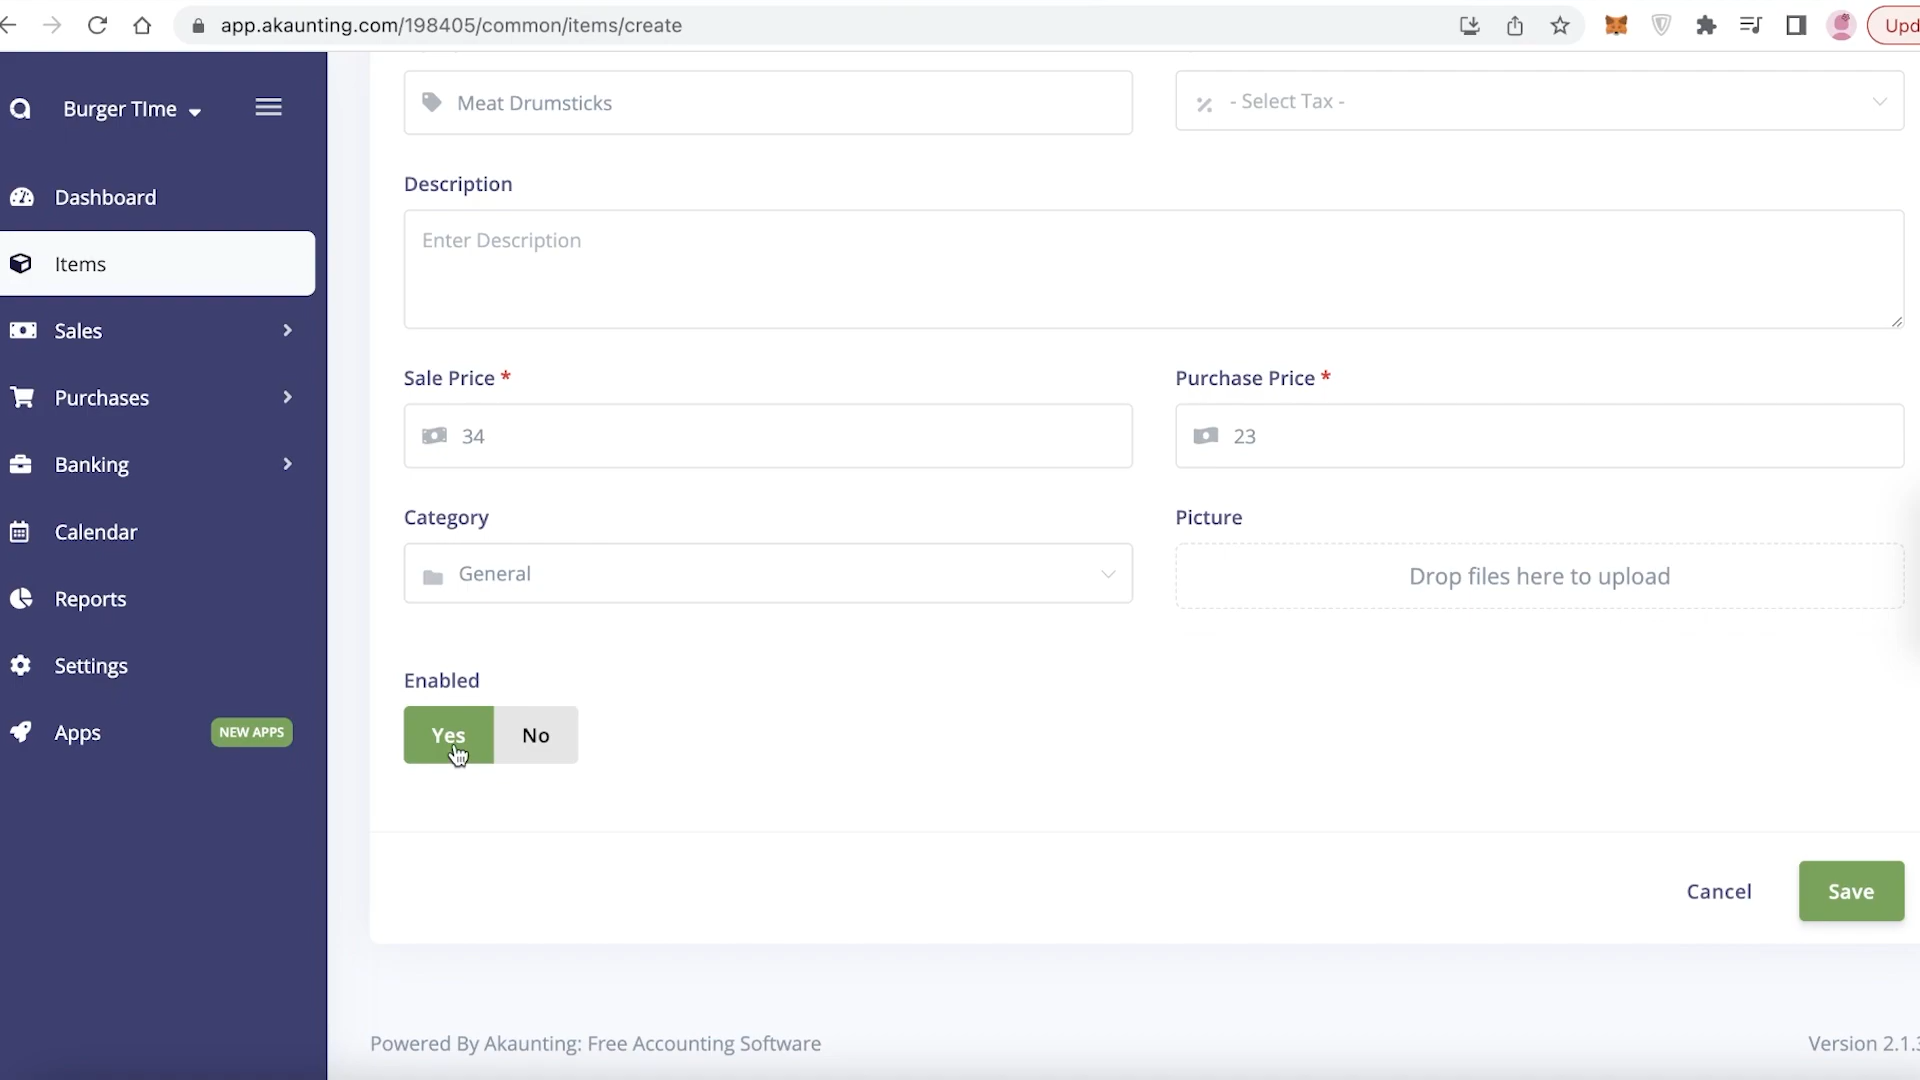 app.akaunting.com/198405/common/items/create
Upd
Burger TIme
Meat Drumsticks
- Select Tax -
Dashboard
Items
Sales
Purchases
Banking
Calendar
Reports
Settings
Apps
NEW APPS
Description
Enter Description
Sale Price *
Purchase Price *
34
23
Category
Picture
General
Drop files here to upload
Enabled
Yes
No
Cancel
Save
Powered By Akaunting: Free Accounting Software
Version 2.1.3